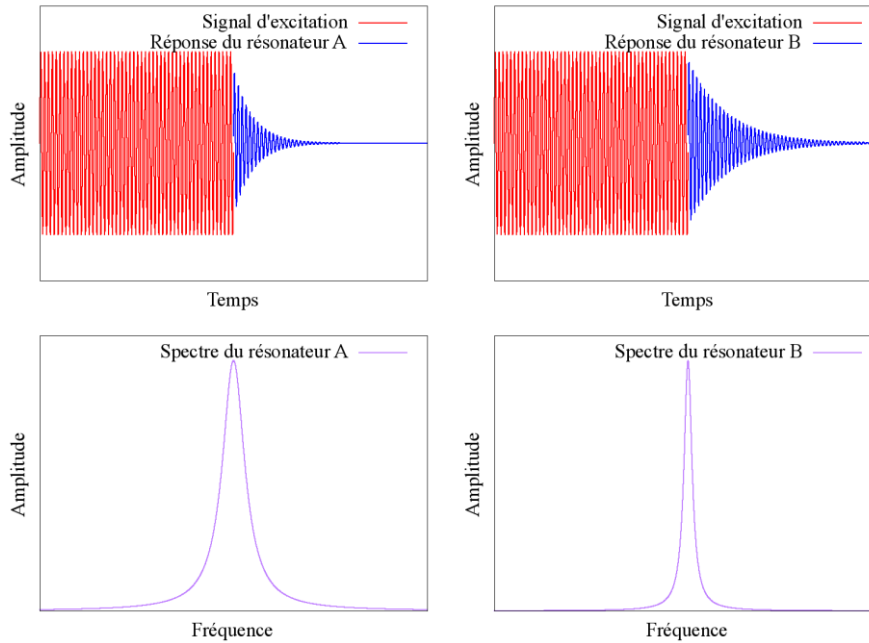 Signal d'excitation
Réponse du résonateur A
Amplitude
Temps
Signal d'excitation
Réponse du résonateur B
Amplitude
Temps
Spectre du résonateur A
Amplitude
Fréquence
Spectre du résonateur B
Amplitude
Fréquence